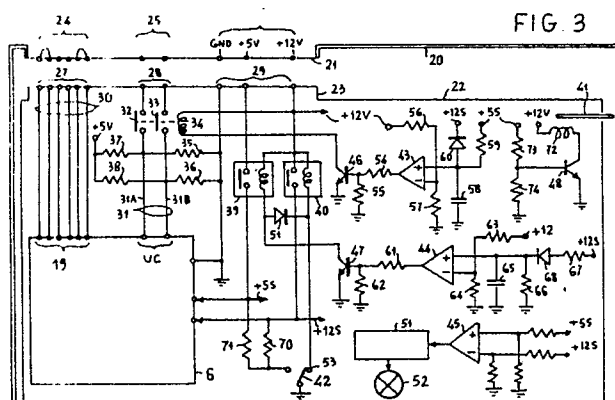 FIG. 3
24 25 GND +5V +12V 21 20
27 28 29 23 22 41
30 32 33 34 +12V 56 +12S +5S +12V 72
+5V 37 35 46 54 43 60 59 73 48
38 36 55 57 58 74
31A 31B 31 39 51 40
19 UC 47 61 44 63 +12 68 67 +12S
62 64 65 66
+5S
+12S 51 45 +5S
71 70 53 +12S
6 42 52